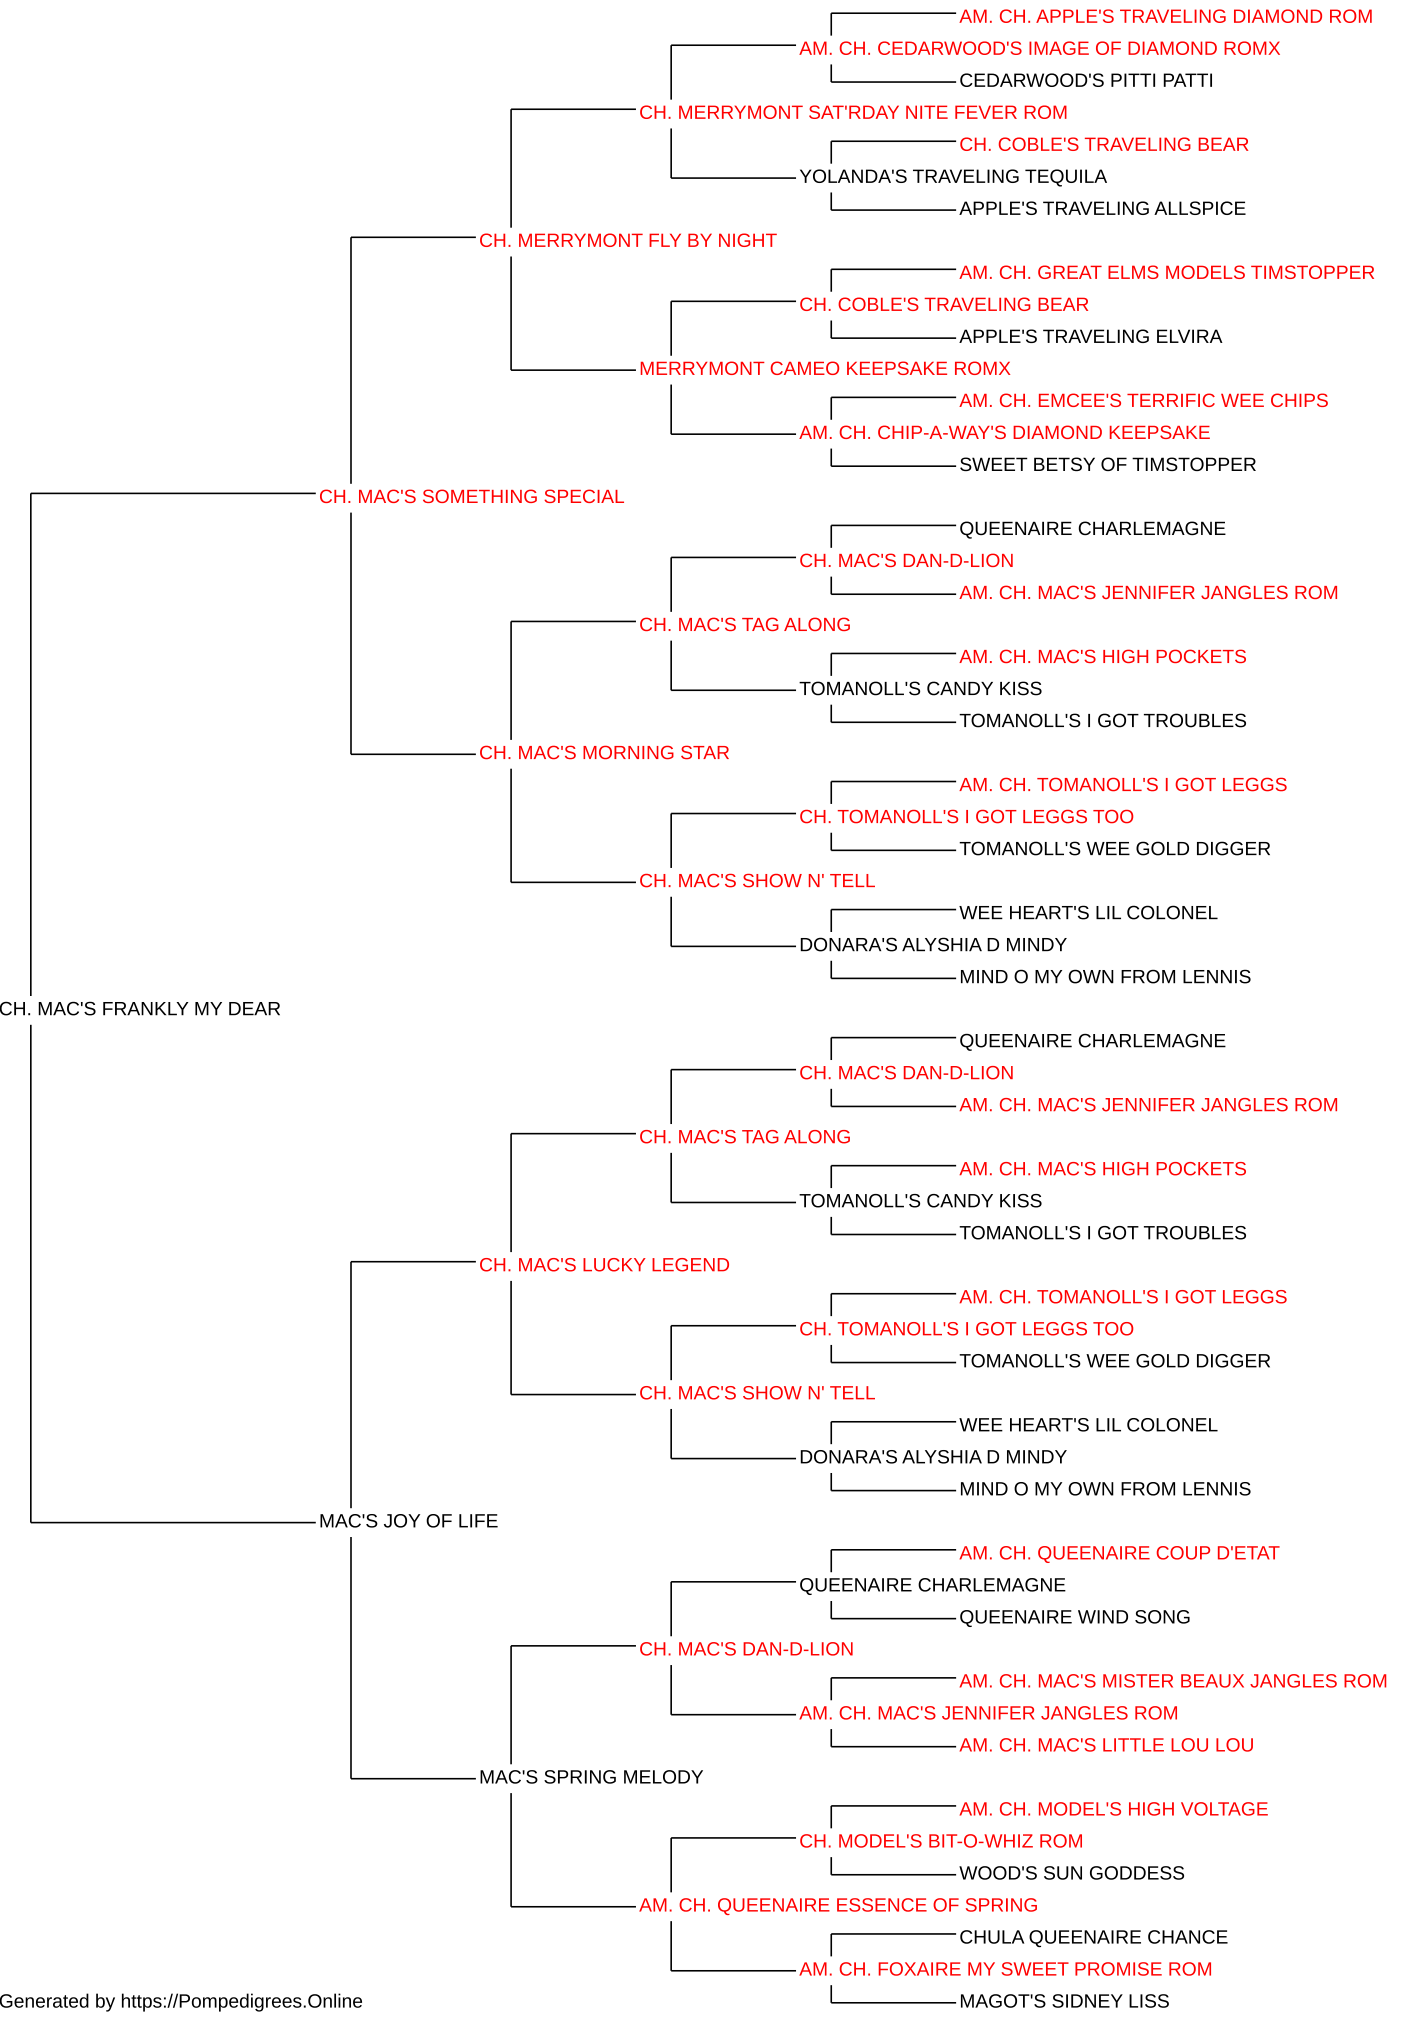 AM. CH. APPLE'S TRAVELING DIAMOND ROM
AM. CH. CEDARWOOD'S IMAGE OF DIAMOND ROMX
CEDARWOOD'S PITTI PATTI
CH. MERRYMONT SAT'RDAY NITE FEVER ROM
CH. COBLE'S TRAVELING BEAR
YOLANDA'S TRAVELING TEQUILA
APPLE'S TRAVELING ALLSPICE
CH. MERRYMONT FLY BY NIGHT
AM. CH. GREAT ELMS MODELS TIMSTOPPER
CH. COBLE'S TRAVELING BEAR
APPLE'S TRAVELING ELVIRA
MERRYMONT CAMEO KEEPSAKE ROMX
AM. CH. EMCEE'S TERRIFIC WEE CHIPS
AM. CH. CHIP-A-WAY'S DIAMOND KEEPSAKE
SWEET BETSY OF TIMSTOPPER
CH. MAC'S SOMETHING SPECIAL
QUEENAIRE CHARLEMAGNE
CH. MAC'S DAN-D-LION
AM. CH. MAC'S JENNIFER JANGLES ROM
CH. MAC'S TAG ALONG
AM. CH. MAC'S HIGH POCKETS
TOMANOLL'S CANDY KISS
TOMANOLL'S I GOT TROUBLES
CH. MAC'S MORNING STAR
AM. CH. TOMANOLL'S I GOT LEGGS
CH. TOMANOLL'S I GOT LEGGS TOO
TOMANOLL'S WEE GOLD DIGGER
CH. MAC'S SHOW N' TELL
WEE HEART'S LIL COLONEL
DONARA'S ALYSHIA D MINDY
MIND O MY OWN FROM LENNIS
CH. MAC'S FRANKLY MY DEAR
QUEENAIRE CHARLEMAGNE
CH. MAC'S DAN-D-LION
AM. CH. MAC'S JENNIFER JANGLES ROM
CH. MAC'S TAG ALONG
AM. CH. MAC'S HIGH POCKETS
TOMANOLL'S CANDY KISS
TOMANOLL'S I GOT TROUBLES
CH. MAC'S LUCKY LEGEND
AM. CH. TOMANOLL'S I GOT LEGGS
CH. TOMANOLL'S I GOT LEGGS TOO
TOMANOLL'S WEE GOLD DIGGER
CH. MAC'S SHOW N' TELL
WEE HEART'S LIL COLONEL
DONARA'S ALYSHIA D MINDY
MIND O MY OWN FROM LENNIS
MAC'S JOY OF LIFE
AM. CH. QUEENAIRE COUP D'ETAT
QUEENAIRE CHARLEMAGNE
QUEENAIRE WIND SONG
CH. MAC'S DAN-D-LION
AM. CH. MAC'S MISTER BEAUX JANGLES ROM
AM. CH. MAC'S JENNIFER JANGLES ROM
AM. CH. MAC'S LITTLE LOU LOU
MAC'S SPRING MELODY
AM. CH. MODEL'S HIGH VOLTAGE
CH. MODEL'S BIT-O-WHIZ ROM
WOOD'S SUN GODDESS
AM. CH. QUEENAIRE ESSENCE OF SPRING
CHULA QUEENAIRE CHANCE
AM. CH. FOXAIRE MY SWEET PROMISE ROM
MAGOT'S SIDNEY LISS
Generated by https://Pompedigrees.Online